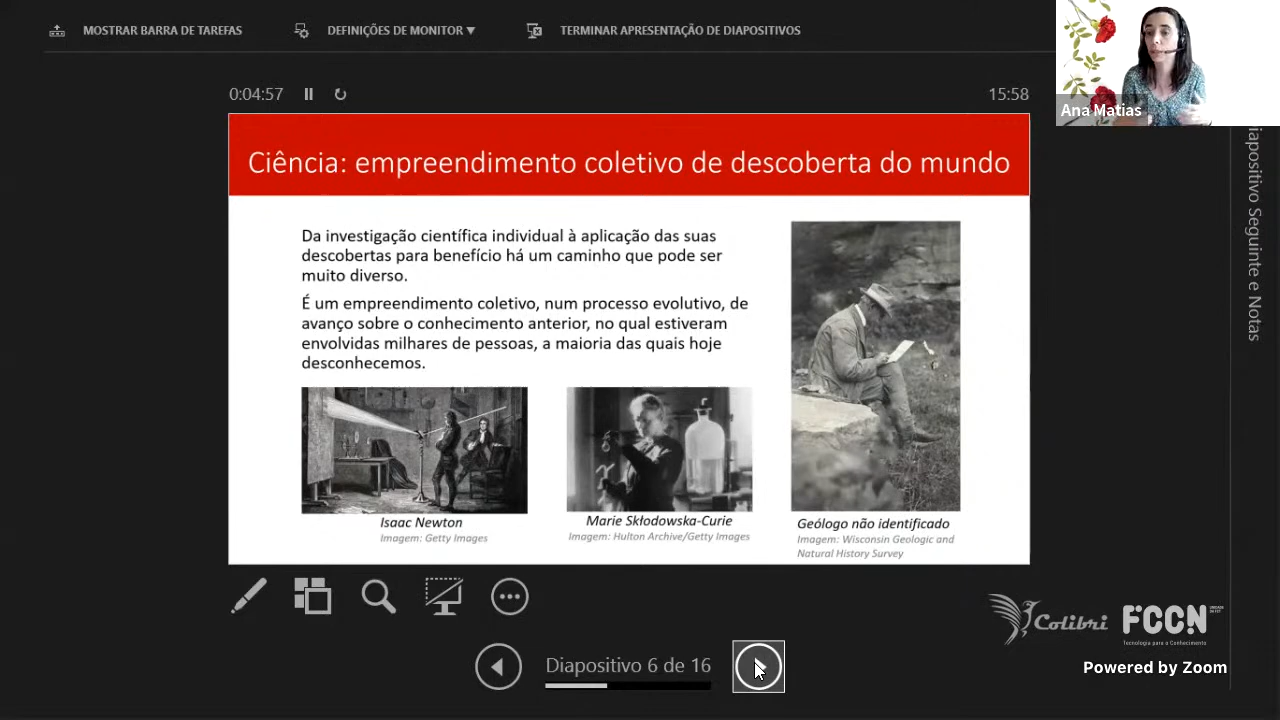 MOSTRAR BARRA DE TAREFAS
DEFINIÇÕES DE MONITOR
TERMINAR APRESENTAÇÃO DE DIAPOSITIVOS
Ana Matias
0:04:57
15:58
Ciência: empreendimento coletivo de descoberta do mundo
Da investigação científica individual à aplicação das suas
descobertas para benefício há um caminho que pode ser
muito diverso.
É um empreendimento coletivo, num processo evolutivo, de
avanço sobre o conhecimento anterior, no qual estiveram
envolvidas milhares de pessoas, a maioria das quais hoje
desconhecemos.
Isaac Newton
Imagem: Getty Images
Marie Skłodowska-Curie
Imagem: Hulton Archive/Getty Images
Geólogo não identificado
Imagem: Wisconsin Geologic and
Natural History Survey
iapositivo Seguinte e Notas
Colibri
FCCN
Tecnologia para o Conhecimento
Powered by Zoom
Diapositivo 6 de 16